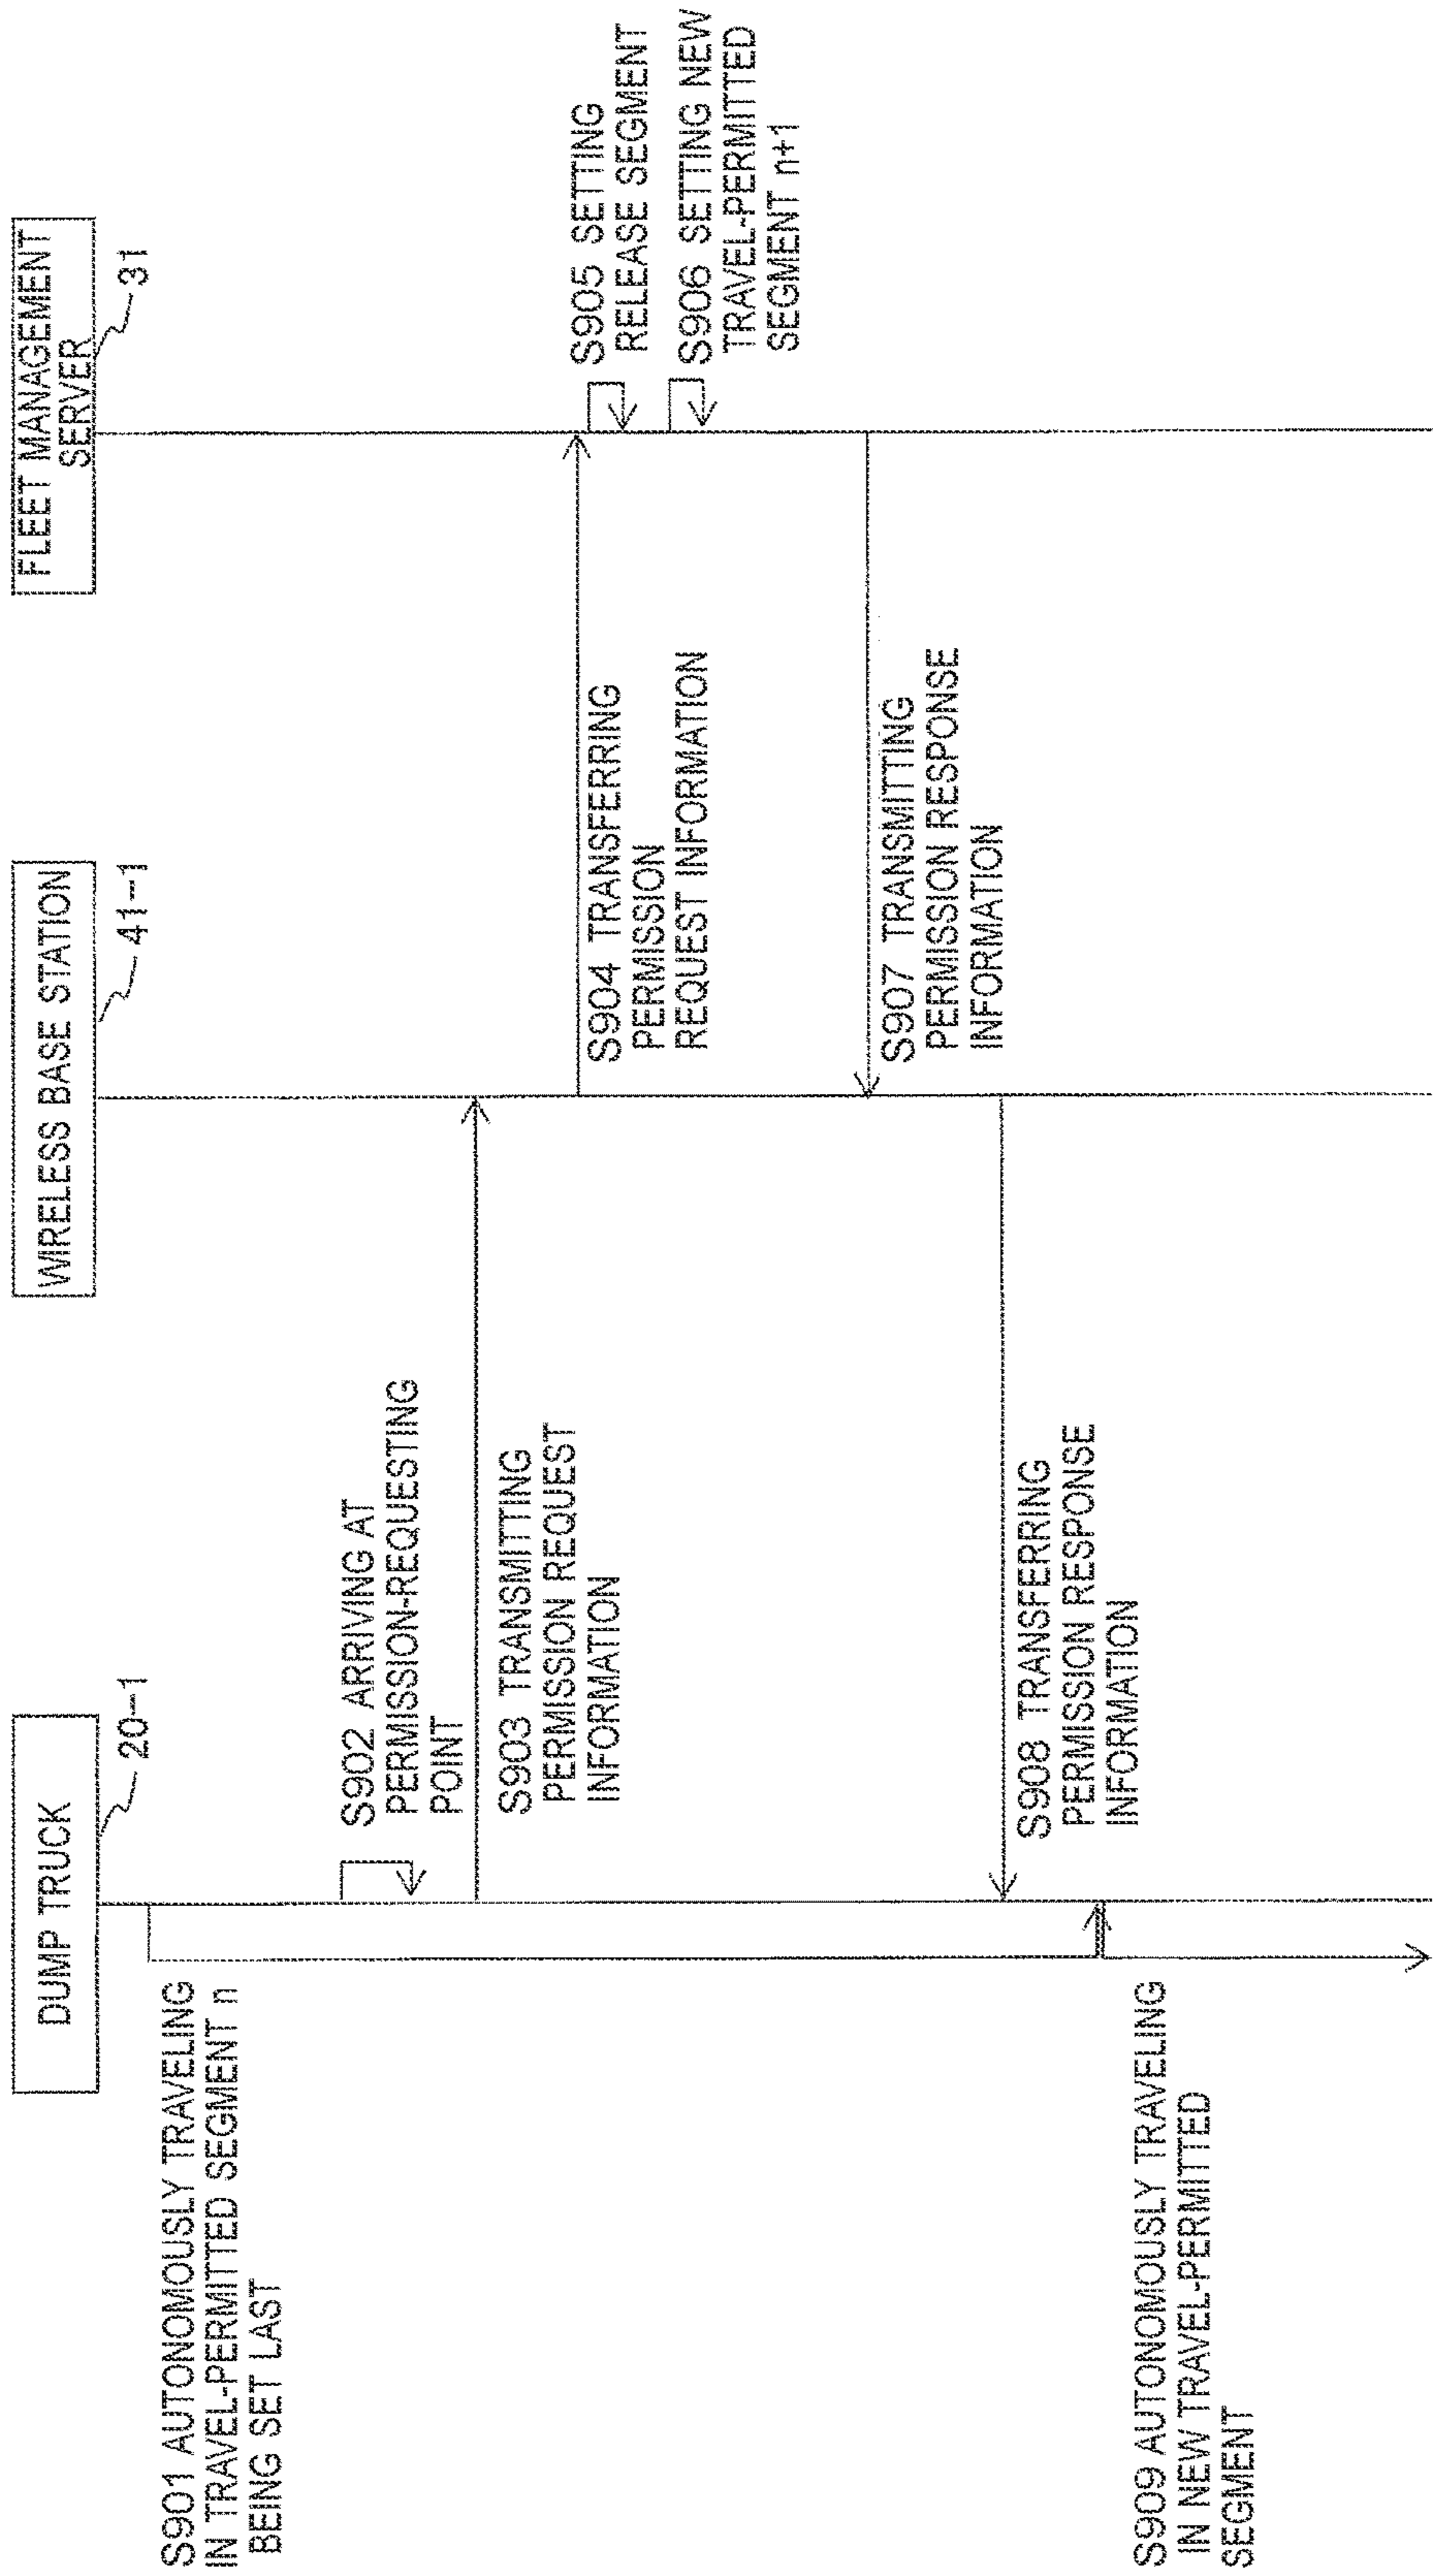 DUMP TRUCK
20-1
WIRELESS BASE STATION
41-1
FLEET MANAGEMENT
SERVER
31
S901 AUTONOMOUSLY TRAVELING
IN TRAVEL-PERMITTED SEGMENT n
BEING SET LAST
S902 ARRIVING AT
PERMISSION-REQUESTING
POINT
S903 TRANSMITTING
PERMISSION REQUEST
INFORMATION
S904 TRANSFERRING
PERMISSION
REQUEST INFORMATION
S905 SETTING
RELEASE SEGMENT
S906 SETTING NEW
TRAVEL-PERMITTED
SEGMENT n+1
S907 TRANSMITTING
PERMISSION RESPONSE
INFORMATION
S908 TRANSFERRING
PERMISSION RESPONSE
INFORMATION
S909 AUTONOMOUSLY TRAVELING
IN NEW TRAVEL-PERMITTED
SEGMENT